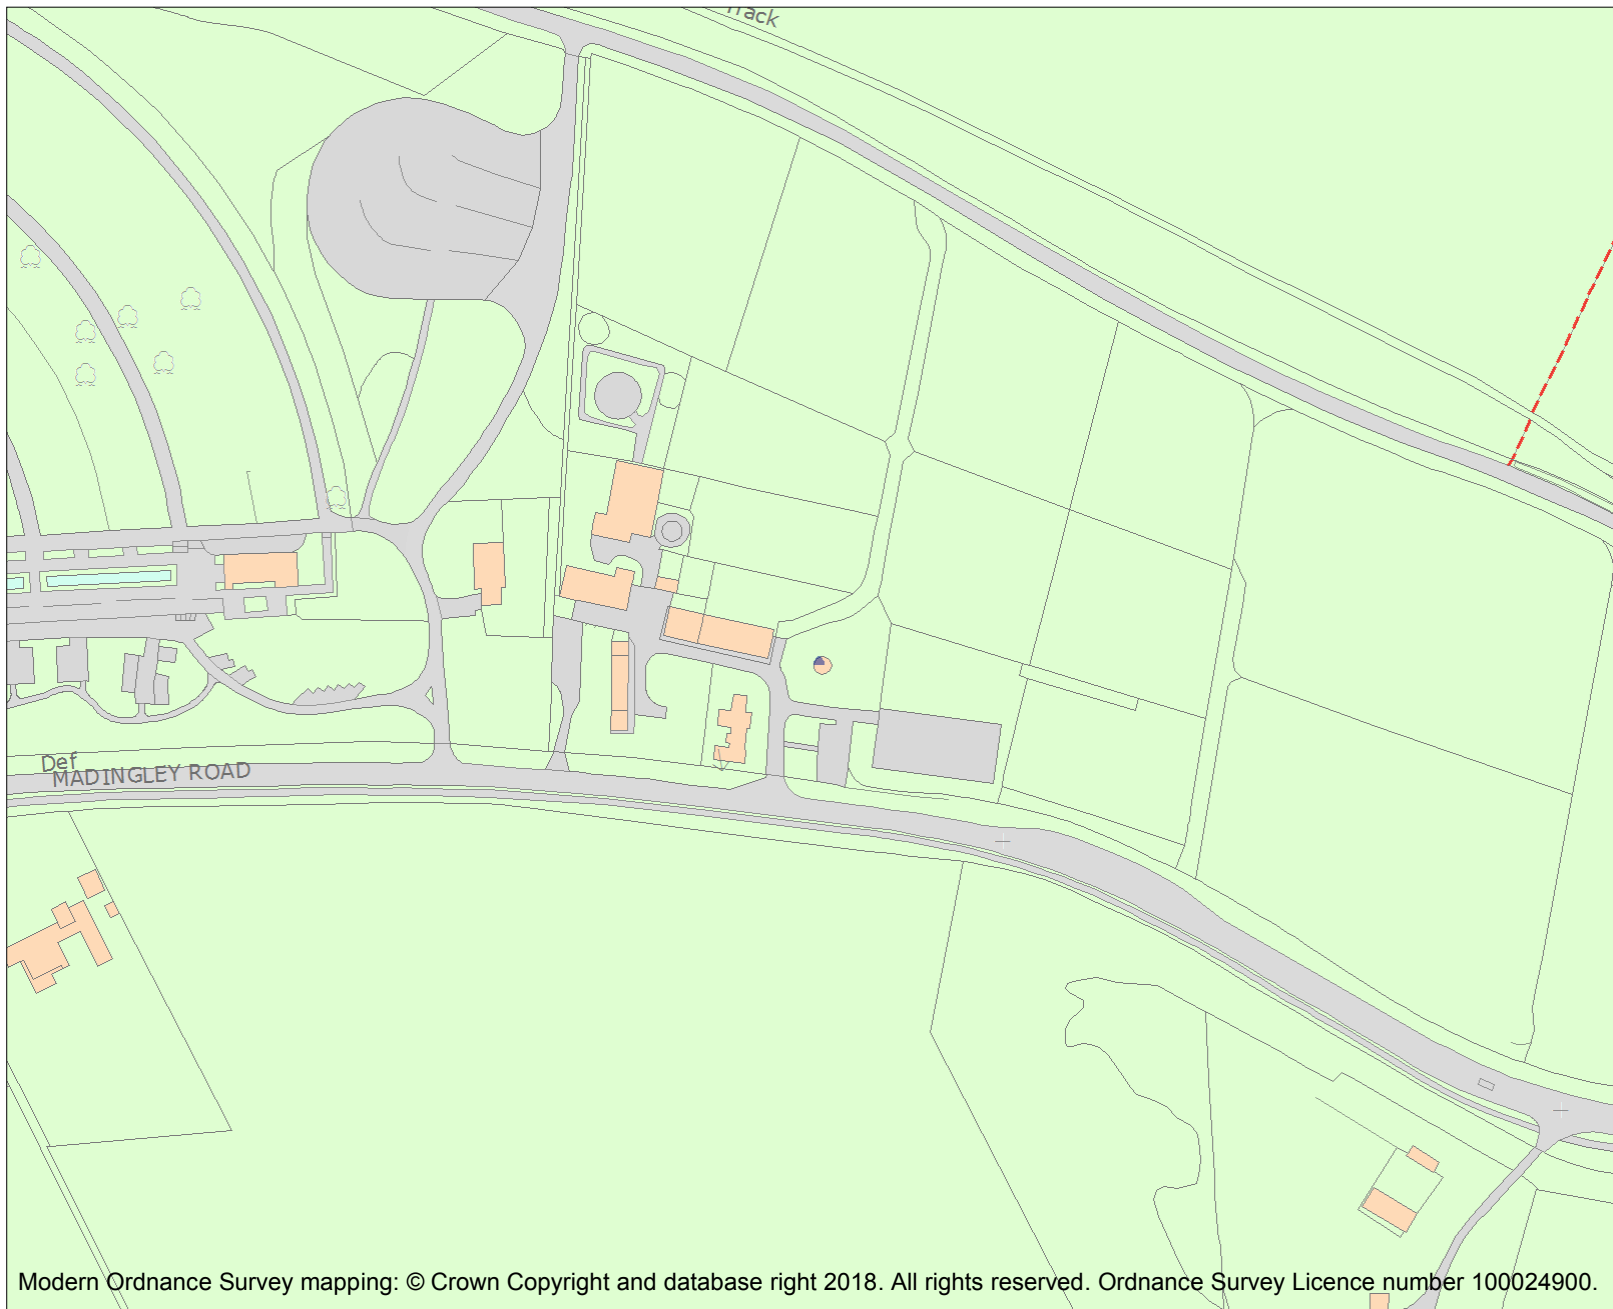 Track
Def
MADINGLEY ROAD
Modern Ordnance Survey mapping: © Crown Copyright and database right 2018. All rights reserved. Ordnance Survey Licence number 100024900.